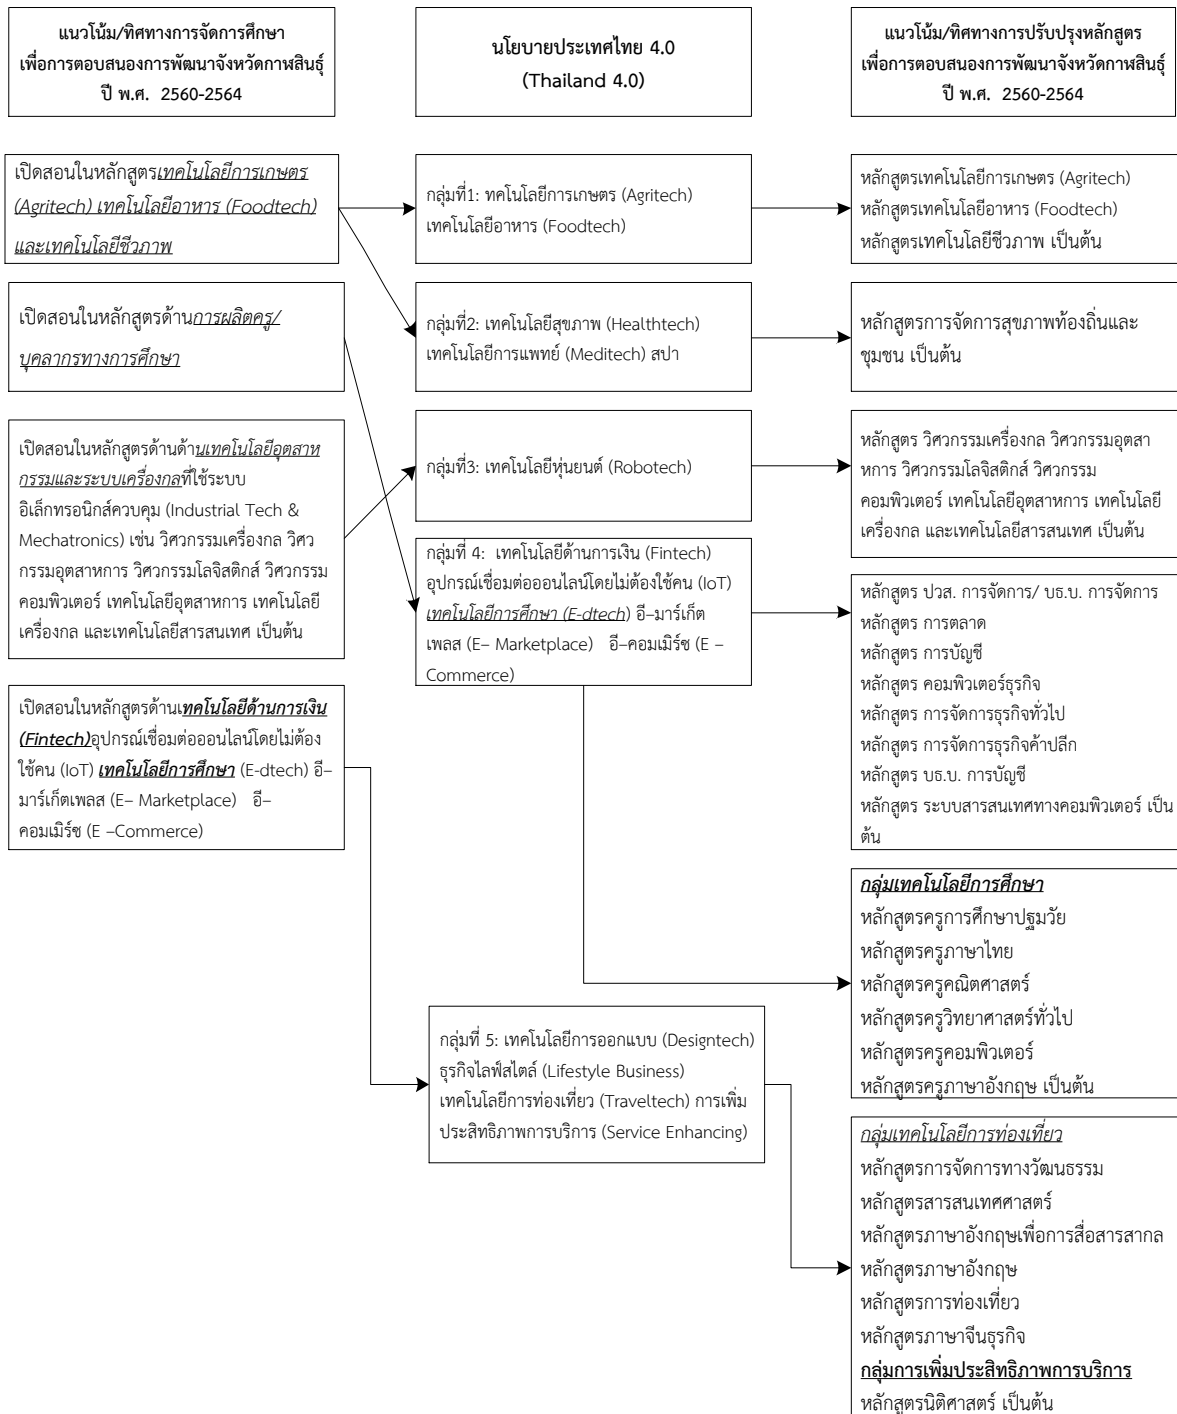 แนวโน้ม/ทิศทางการจัดการศึกษา
เพื่อการตอบสนองการพัฒนาจังหวัดกาฬสินธุ์
ปี พ.ศ. 2560-2564
นโยบายประเทศไทย 4.0
(Thailand 4.0)
แนวโน้ม/ทิศทางการปรับปรุงหลักสูตร
เพื่อการตอบสนองการพัฒนาจังหวัดกาฬสินธุ์
ปี พ.ศ. 2560-2564
เปิดสอนในหลักสูตรเทคโนโลยีการเกษตร
(Agritech) เทคโนโลยีอาหาร (Foodtech)
และเทคโนโลยีชีวภาพ
กลุ่มที่1: ทคโนโลยีการเกษตร (Agritech)
เทคโนโลยีอาหาร (Foodtech)
หลักสูตรเทคโนโลยีการเกษตร (Agritech)
หลักสูตรเทคโนโลยีอาหาร (Foodtech)
หลักสูตรเทคโนโลยีชีวภาพ เป็นต้น
เปิดสอนในหลักสูตรด้านการผลิตครู/
บุคลากรทางการศึกษา
กลุ่มที่2: เทคโนโลยีสุขภาพ (Healthtech)
เทคโนโลยีการแพทย์ (Meditech) สปา
หลักสูตรการจัดการสุขภาพท้องถิ่นและ
ชุมชน เป็นต้น
เปิดสอนในหลักสูตรด้านด้านเทคโนโลยีอุตสาห
กรรมและระบบเครื่องกลที่ใช้ระบบ
อิเล็กทรอนิกส์ควบคุม (Industrial Tech &
Mechatronics) เช่น วิศวกรรมเครื่องกล วิศว
กรรมอุตสาหการ วิศวกรรมโลจิสติกส์ วิศวกรรม
คอมพิวเตอร์ เทคโนโลยีอุตสาหการ เทคโนโลยี
เครื่องกล และเทคโนโลยีสารสนเทศ เป็นต้น
กลุ่มที่3: เทคโนโลยีหุ่นยนต์ (Robotech)
หลักสูตร วิศวกรรมเครื่องกล วิศวกรรมอุตสา
หการ วิศวกรรมโลจิสติกส์ วิศวกรรม
คอมพิวเตอร์ เทคโนโลยีอุตสาหการ เทคโนโลยี
เครื่องกล และเทคโนโลยีสารสนเทศ เป็นต้น
กลุ่มที่ 4: เทคโนโลยีด้านการเงิน (Fintech)
อุปกรณ์เชื่อมต่อออนไลน์โดยไม่ต้องใช้คน (IoT)
เทคโนโลยีการศึกษา (E-dtech) อี–มาร์เก็ต
เพลส (E– Marketplace) อี–คอมเมิร์ซ (E –
Commerce)
หลักสูตร ปวส. การจัดการ/ บธ.บ. การจัดการ
หลักสูตร การตลาด
หลักสูตร การบัญชี
หลักสูตร คอมพิวเตอร์ธุรกิจ
หลักสูตร การจัดการธุรกิจทั่วไป
หลักสูตร การจัดการธุรกิจค้าปลีก
หลักสูตร บธ.บ. การบัญชี
หลักสูตร ระบบสารสนเทศทางคอมพิวเตอร์ เป็น
ต้น
เปิดสอนในหลักสูตรด้านเทคโนโลยีด้านการเงิน
(Fintech)อุปกรณ์เชื่อมต่อออนไลน์โดยไม่ต้อง
ใช้คน (IoT) เทคโนโลยีการศึกษา (E-dtech) อี–
มาร์เก็ตเพลส (E– Marketplace) อี–
คอมเมิร์ซ (E –Commerce)
กลุ่มเทคโนโลยีการศึกษา
หลักสูตรครูการศึกษาปฐมวัย
หลักสูตรครูภาษาไทย
หลักสูตรครูคณิตศาสตร์
หลักสูตรครูวิทยาศาสตร์ทั่วไป
หลักสูตรครูคอมพิวเตอร์
หลักสูตรครูภาษาอังกฤษ เป็นต้น
กลุ่มที่ 5: เทคโนโลยีการออกแบบ (Designtech)
ธุรกิจไลฟ์สไตล์ (Lifestyle Business)
เทคโนโลยีการท่องเที่ยว (Traveltech) การเพิ่ม
ประสิทธิภาพการบริการ (Service Enhancing)
กลุ่มเทคโนโลยีการท่องเที่ยว
หลักสูตรการจัดการทางวัฒนธรรม
หลักสูตรสารสนเทศศาสตร์
หลักสูตรภาษาอังกฤษเพื่อการสื่อสารสากล
หลักสูตรภาษาอังกฤษ
หลักสูตรการท่องเที่ยว
หลักสูตรภาษาจีนธุรกิจ
กลุ่มการเพิ่มประสิทธิภาพการบริการ
หลักสูตรนิติศาสตร์ เป็นต้น